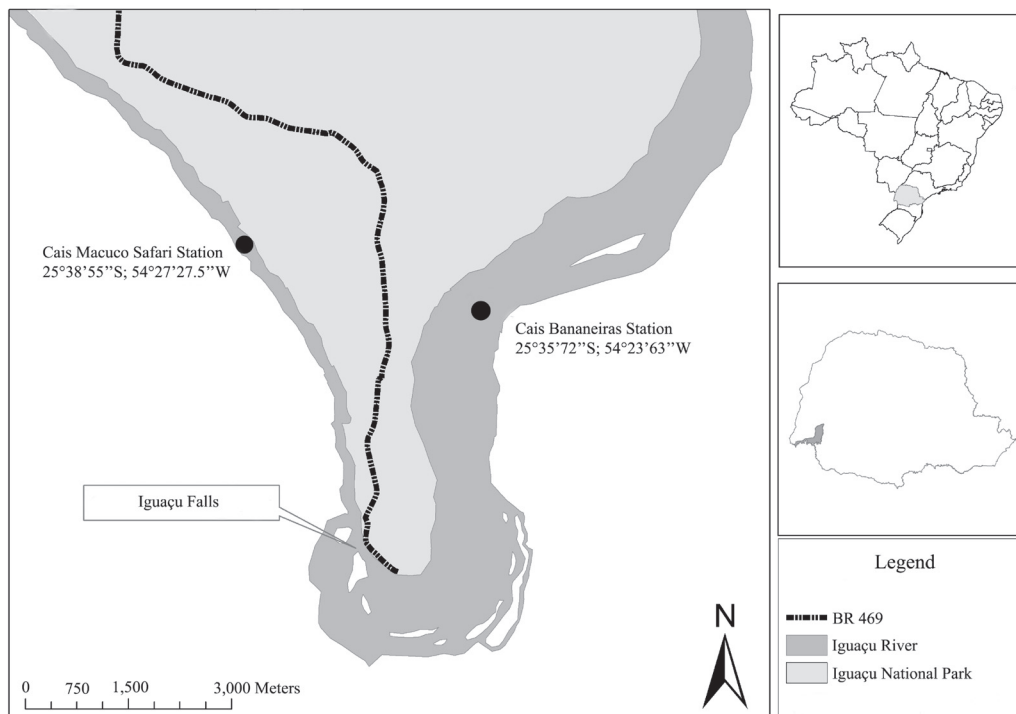 Cais Macuco Safari Station
25°38’55’’S; 54°27’27.5’’W
Cais Bananeiras Station
25°35’72’’S; 54°23’63’’W
Iguaçu Falls
N
0 750 1,500 3,000 Meters
Legend
BR 469
Iguaçu River
Iguaçu National Park